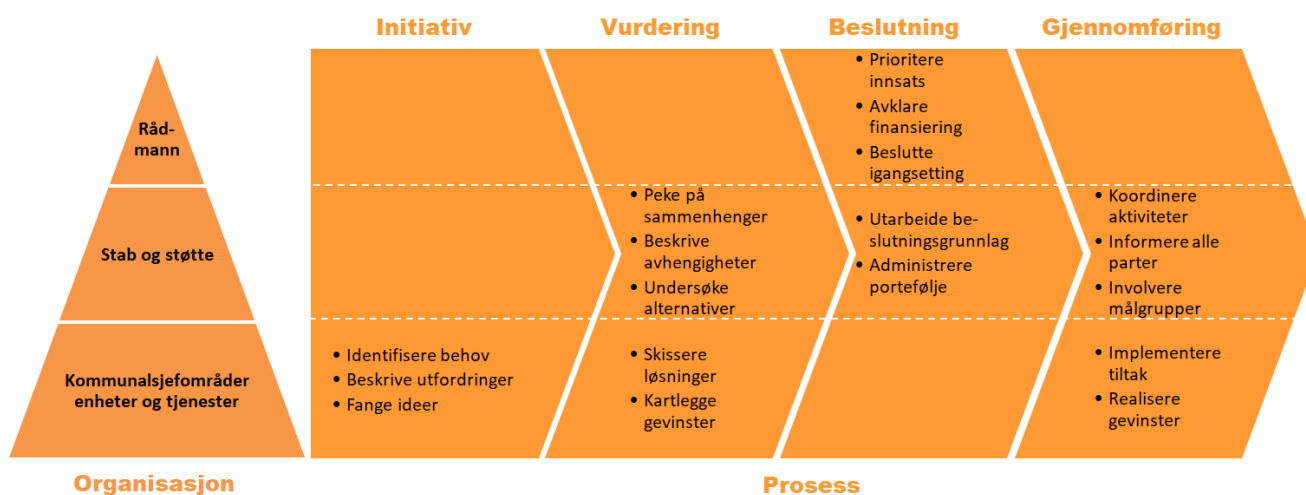 Initiativ
Vurdering
Beslutning
Gjennomføring
Råd-
mann
Stab og støtte
Kommunalsjefområder
enheter og tjenester
Organisasjon
• Identifisere behov
• Beskrive utfordringer
• Fange ideer
• Peke på
sammenhenger
• Beskrive
avhengigheter
• Undersøke
alternativer
• Skissere
løsninger
• Kartlegge
gevinster
• Prioritere
innsats
• Avklare
finansiering
• Beslutte
igangsetting
• Utarbeide be-
slutningsgrunnlag
• Administrere
portefølje
• Koordinere
aktiviteter
• Informere alle
parter
• Involvere
målgrupper
• Implementere
tiltak
• Realisere
gevinster
Prosess